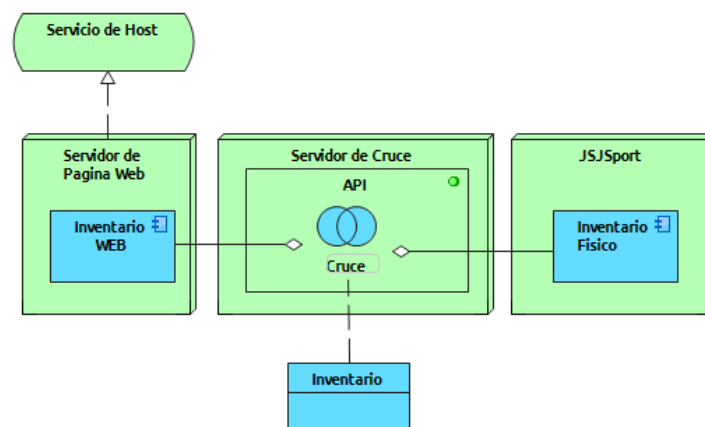 Servicio de Host
Servidor de
Pagina Web
Servidor de Cruce
JSJSport
API
Inventario
WEB
Inventario
Fisico
Cruce
Inventario